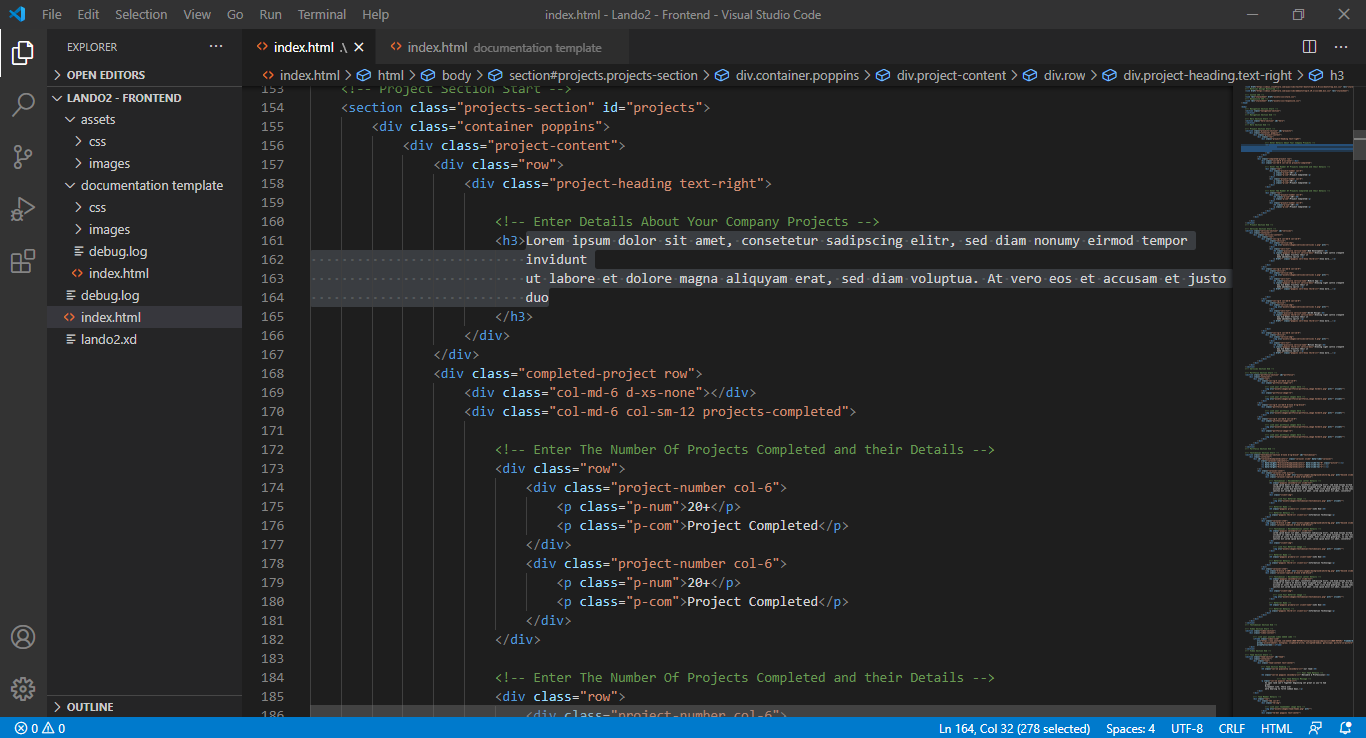 File Edit Selection View Go Run Terminal Help
index.html - Lando2 - Frontend - Visual Studio Code
EXPLORER ···
OPEN EDITORS
LANDO2 - FRONTEND
assets
css
images
documentation template
css
images
debug.log
index.html
debug.log
index.html
lando2.xd
OUTLINE
index.html .\
index.html documentation template
index.html > html > body > section#projects.projects-section > div.container.poppins > div.project-content > div.row > div.project-heading.text-right > h3
153 <!-- Project Section Start -->
154 <section class="projects-section" id="projects">
155 <div class="container poppins">
156 <div class="project-content">
157 <div class="row">
158 <div class="project-heading text-right">
159
160 <!-- Enter Details About Your Company Projects -->
161 <h3>Lorem ipsum dolor sit amet, consetetur sadipscing elitr, sed diam nonumy eirmod tempor
162 invidunt
163 ut labore et dolore magna aliquyam erat, sed diam voluptua. At vero eos et accusam et justo
164 duo
165 </h3>
166 </div>
167 </div>
168 <div class="completed-project row">
169 <div class="col-md-6 d-xs-none"></div>
170 <div class="col-md-6 col-sm-12 projects-completed">
171
172 <!-- Enter The Number Of Projects Completed and their Details -->
173 <div class="row">
174 <div class="project-number col-6">
175 <p class="p-num">20+</p>
176 <p class="p-com">Project Completed</p>
177 </div>
178 <div class="project-number col-6">
179 <p class="p-num">20+</p>
180 <p class="p-com">Project Completed</p>
181 </div>
182 </div>
183
184 <!-- Enter The Number Of Projects Completed and their Details -->
185 <div class="row">
186 <div class="project-number col-6">
0 0
Ln 164, Col 32 (278 selected) Spaces: 4 UTF-8 CRLF HTML